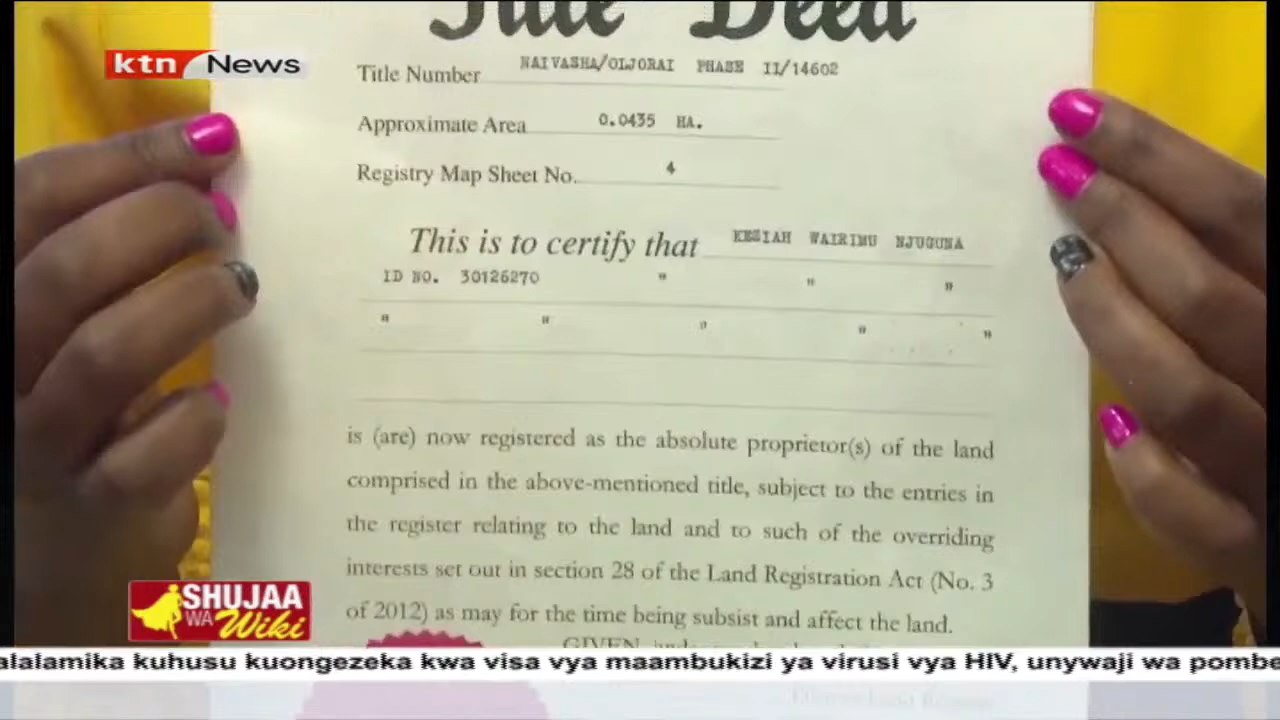 Title Deed
ktn News
Title Number NAIVASHA/OLJORAI PHASE II/14602
Approximate Area 0.0435 HA.
Registry Map Sheet No. 4
This is to certify that KEZIAH WAIRIMU NJUGUNA
ID NO. 30126270 " " "
" " " " "
is (are) now registered as the absolute proprietor(s) of the land
comprised in the above-mentioned title, subject to the entries in
the register relating to the land and to such of the overriding
interests set out in section 28 of the Land Registration Act (No. 3
of 2012) as may for the time being subsist and affect the land.
GIVEN under
SHUJAA
WA
Wiki
alalamika kuhusu kuongezeka kwa visa vya maambukizi ya virusi vya HIV, unywaji wa pombe